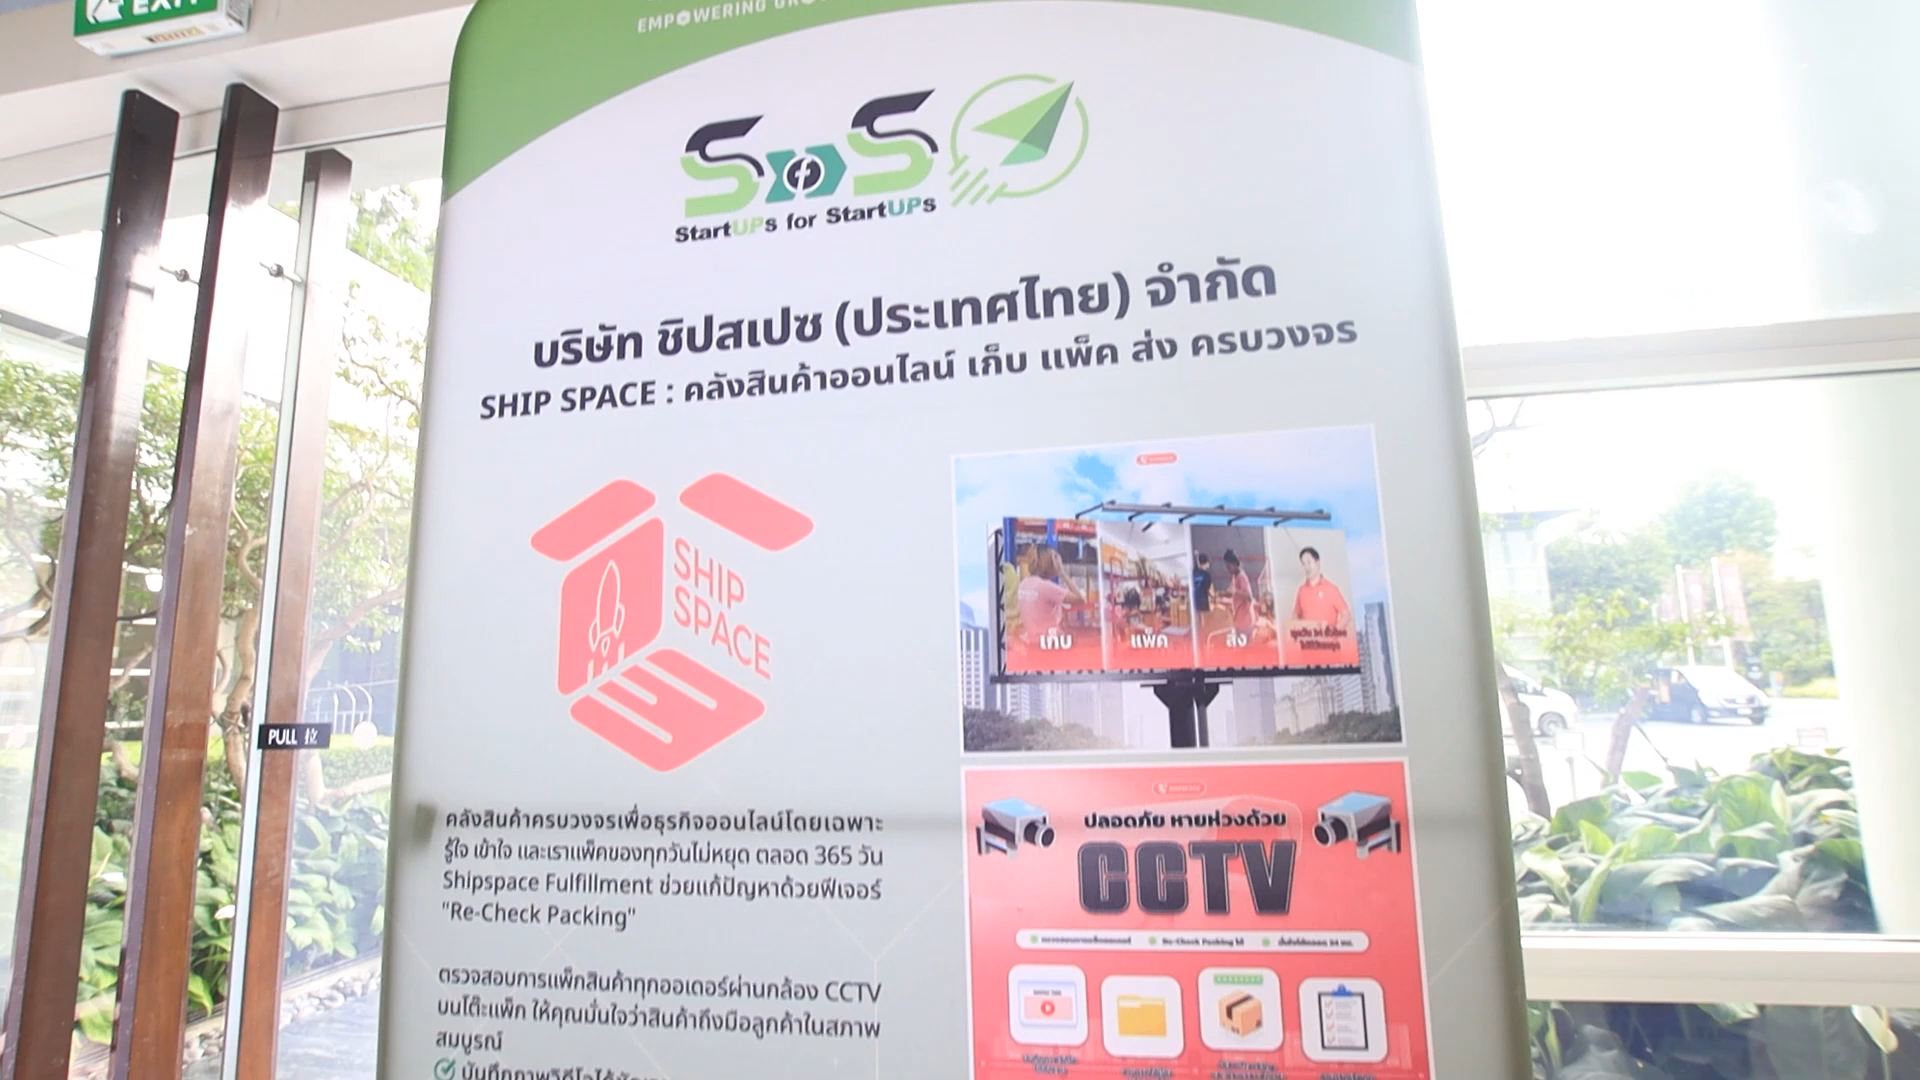 EXIT
EMPOWERING
SfS
StartUPs for StartUPs
บริษัท ชิปสเปซ (ประเทศไทย) จำกัด
SHIP SPACE : คลังสินค้าออนไลน์ เก็บ แพ็ค ส่ง ครบวงจร
SHIP
SPACE
เก็บ
แพ็ค
ส่ง
PULL 拉
คลังสินค้าครบวงจรเพื่อธุรกิจออนไลน์โดยเฉพาะ
รู้ใจ เข้าใจ และเราแพ็คของทุกวันไม่หยุด ตลอด 365 วัน
Shipspace Fulfillment ช่วยแก้ปัญหาด้วยฟีเจอร์
"Re-Check Packing"
ตรวจสอบการแพ็กสินค้าทุกออเดอร์ผ่านกล้อง CCTV
บนโต๊ะแพ็ก ให้คุณมั่นใจว่าสินค้าถึงมือลูกค้าในสภาพ
สมบูรณ์
ปลอดภัย หายห่วงด้วย
CCTV
Re-Check Packing ได้